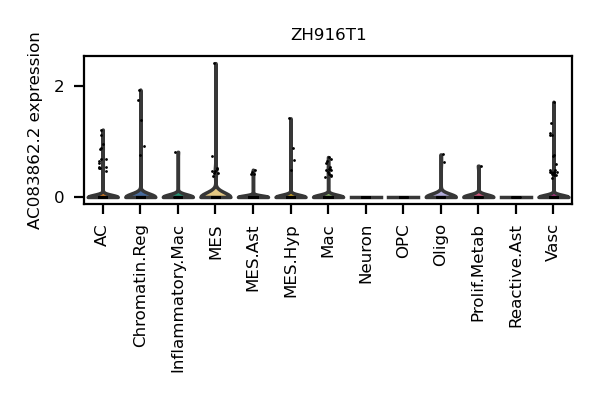 ZH916T1
AC083862.2 expression
2
0
AC
Chromatin.Reg
Inflammatory.Mac
MES
MES.Ast
MES.Hyp
Mac
Neuron
OPC
Oligo
Prolif.Metab
Reactive.Ast
Vasc